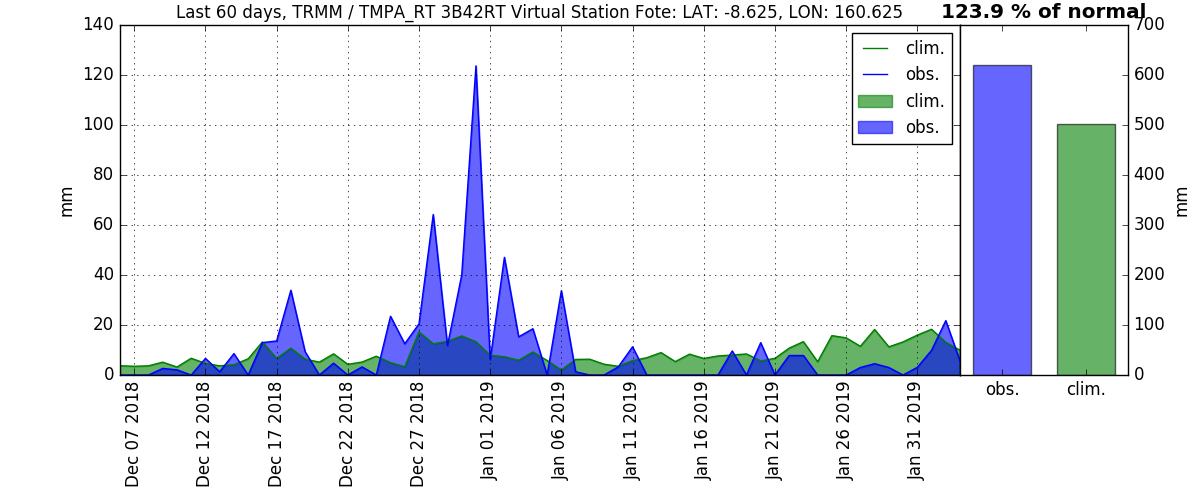 Last 60 days, TRMM / TMPA_RT 3B42RT Virtual Station Fote: LAT: -8.625, LON: 160.625
123.9 % of normal
140
120
100
80
60
40
20
0
mm
clim.
obs.
clim.
obs.
Dec 07 2018
Dec 12 2018
Dec 17 2018
Dec 22 2018
Dec 27 2018
Jan 01 2019
Jan 06 2019
Jan 11 2019
Jan 16 2019
Jan 21 2019
Jan 26 2019
Jan 31 2019
obs.
clim.
700
600
500
400
300
200
100
0
mm